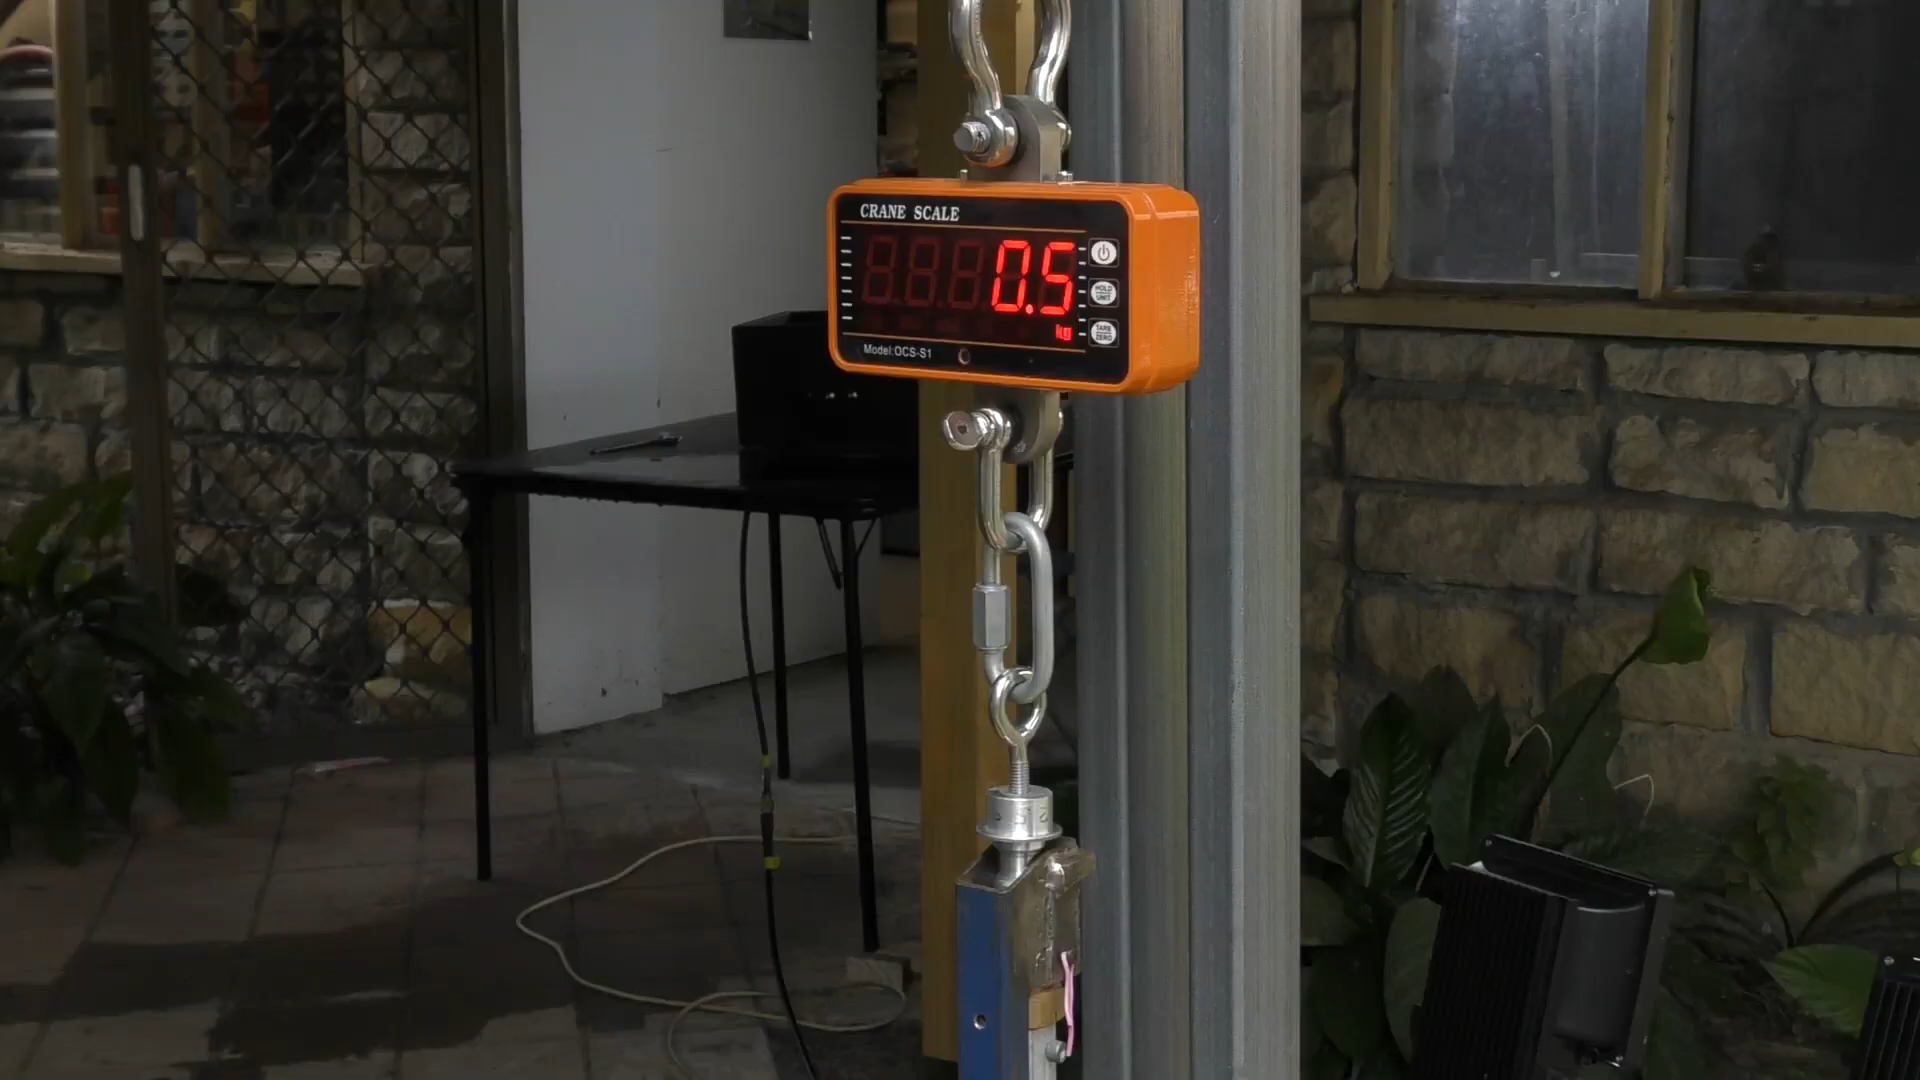 CRANE SCALE
0.5
kg
HOLD
UNIT
TARE
ZERO
Model:OCS-S1